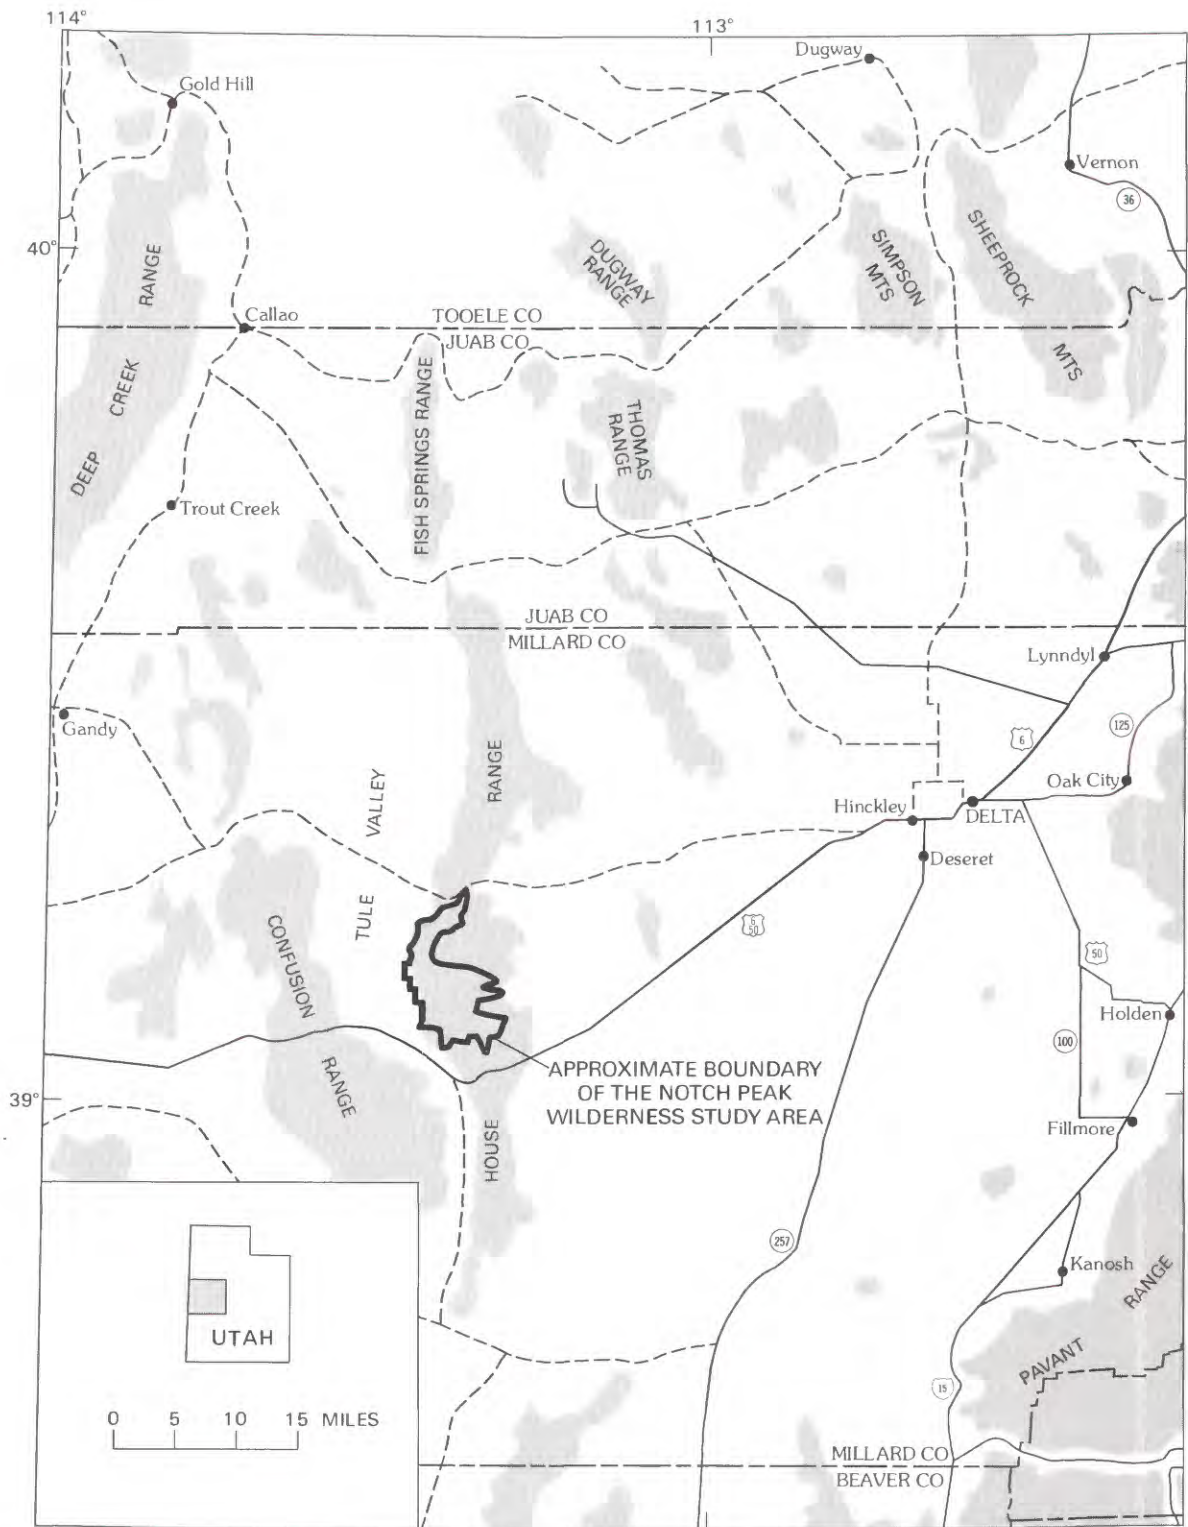 114°
113°
Dugway
Gold Hill
Vernon
36
40°
RANGE
DUGWAY
RANGE
SIMPSON
MTS
SHEEPROCK
MTS
Callao
TOOELE CO
JUAB CO
DEEP
CREEK
FISH SPRINGS RANGE
THOMAS
RANGE
Trout Creek
JUAB CO
MILLARD CO
Lynndyl
Gandy
6
125
VALLEY
RANGE
Oak City
Hinckley
DELTA
Deseret
TULE
CONFUSION
6
50
50
Holden
100
APPROXIMATE BOUNDARY
OF THE NOTCH PEAK
WILDERNESS STUDY AREA
39°
RANGE
HOUSE
Fillmore
257
Kanosh
RANGE
UTAH
PAVANT
15
0 5 10 15 MILES
MILLARD CO
BEAVER CO